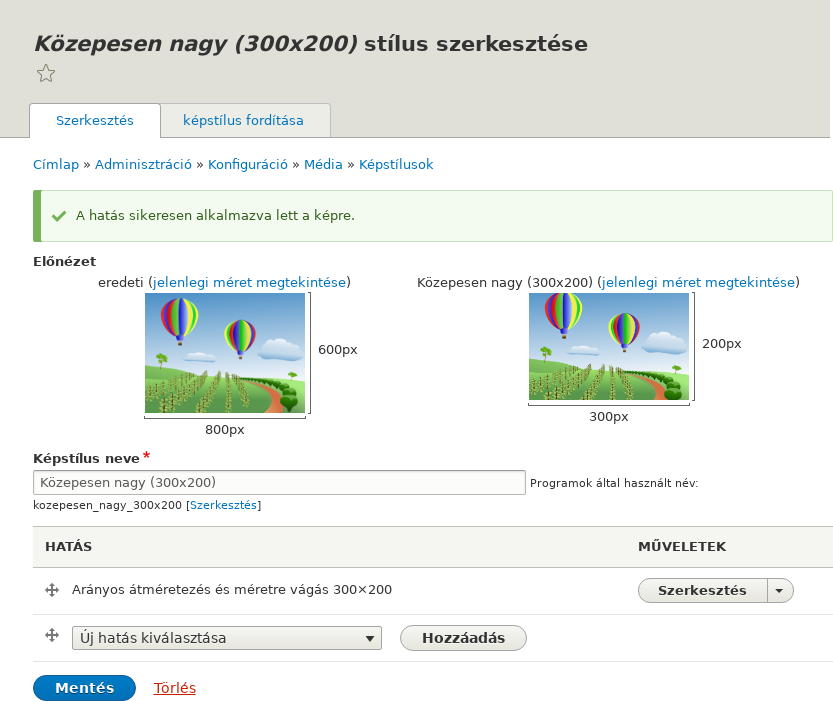 Közepesen nagy (300x200) stílus szerkesztése
Szerkesztés képstílus fordítása
Címlap » Adminisztráció » Konfiguráció » Média » Képstílusok
A hatás sikeresen alkalmazva lett a képre.
Előnézet
eredeti (jelenlegi méret megtekintése) Közepesen nagy (300x200) (jelenlegi méret megtekintése)
600px 200px
800px 300px
Képstílus neve *
Közepesen nagy (300x200) Programok által használt név:
kozepesen_nagy_300x200 [Szerkesztés]
HATÁS MŰVELETEK
Arányos átméretezés és méretre vágás 300×200 Szerkesztés
Új hatás kiválasztása Hozzáadás
Mentés Törlés